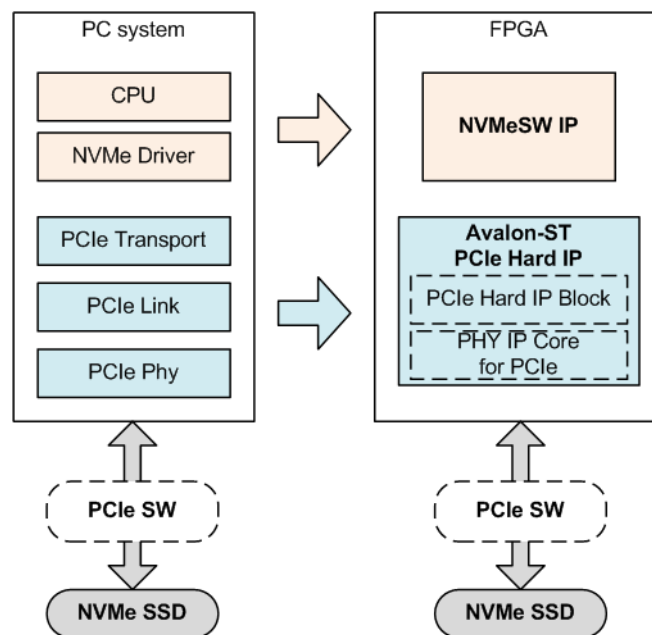 PC system
CPU
NVMe Driver
PCIe Transport
PCIe Link
PCIe Phy
PCIe SW
NVMe SSD
FPGA
NVMeSW IP
Avalon-ST
PCIe Hard IP
PCIe Hard IP Block
PHY IP Core
for PCIe
PCIe SW
NVMe SSD